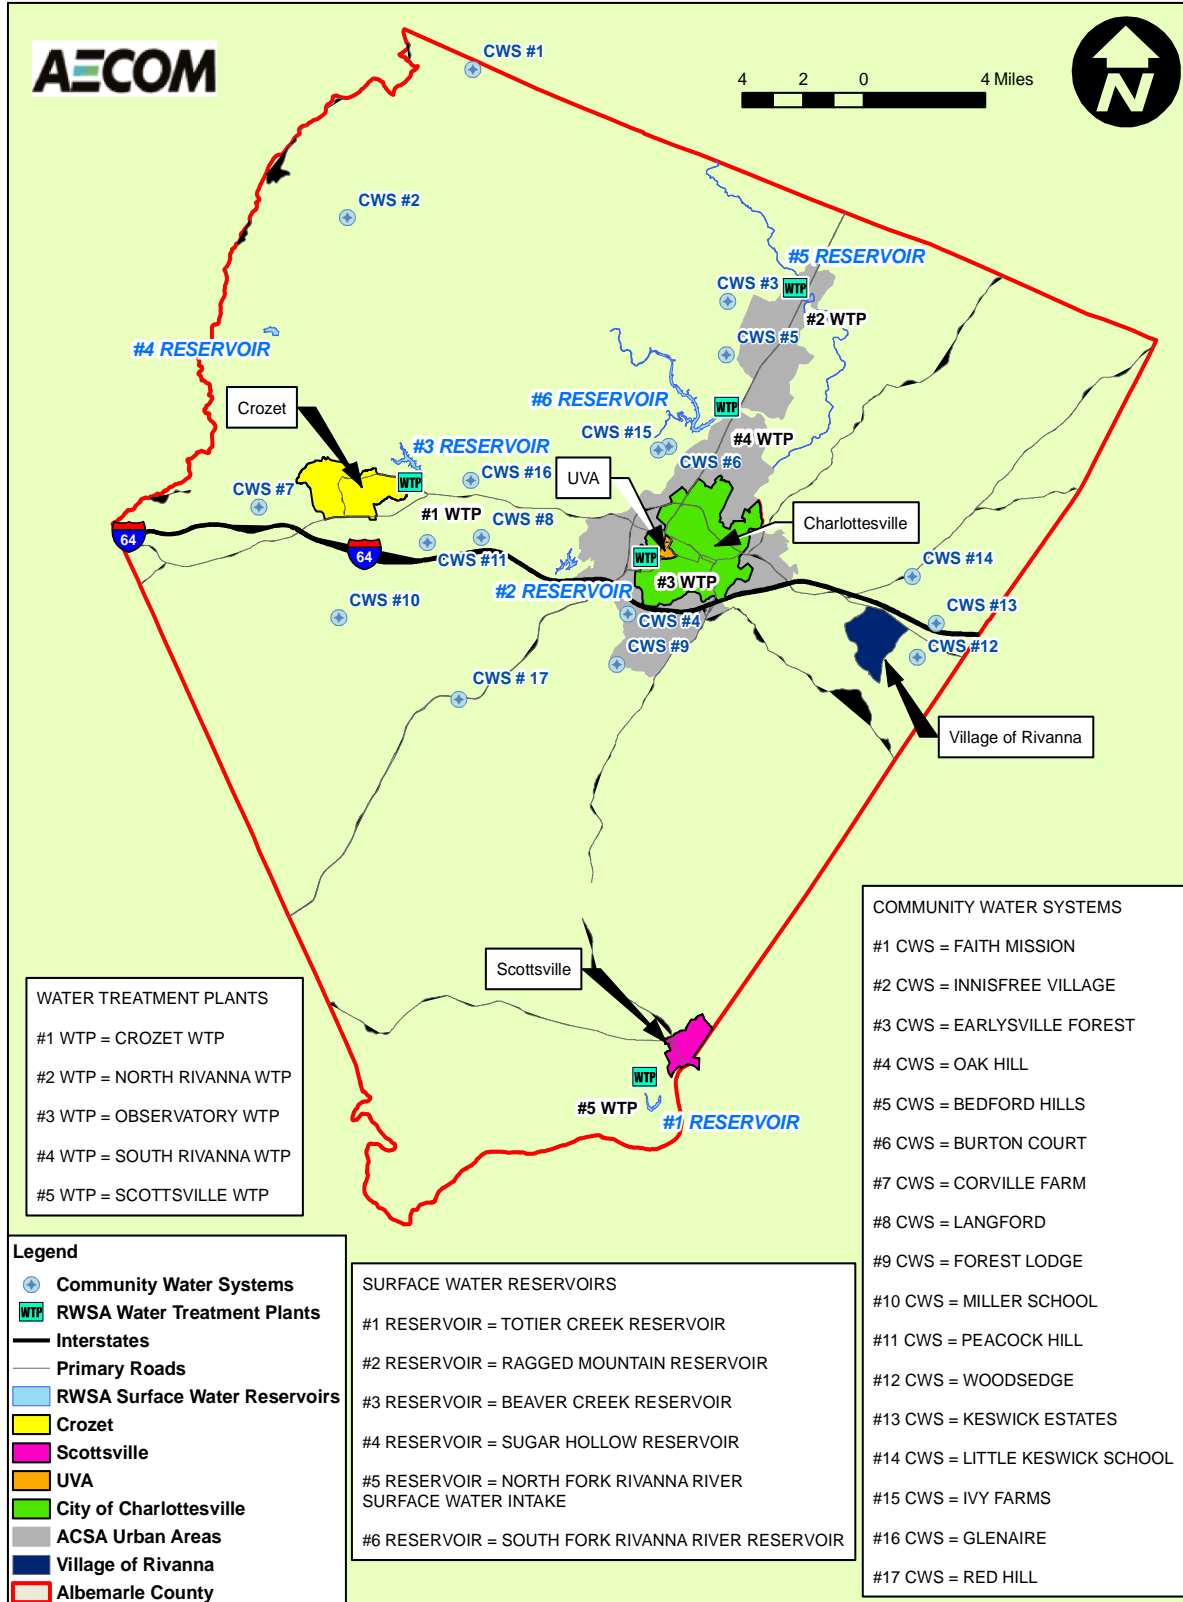 AECOM
CWS #1
4 2 0 4 Miles
N
CWS #2
#5 RESERVOIR
CWS #3
WTP
#2 WTP
CWS #5
#4 RESERVOIR
#6 RESERVOIR
Crozet
WTP
CWS #15
#4 WTP
#3 RESERVOIR
CWS #6
CWS #16
UVA
WTP
CWS #7
#1 WTP
CWS #8
Charlottesville
64
64
CWS #11
WTP
CWS #14
#3 WTP
#2 RESERVOIR
CWS #10
CWS #4
CWS #13
CWS #9
CWS #12
CWS # 17
Village of Rivanna
Scottsville
WTP
#5 WTP
#1 RESERVOIR
WATER TREATMENT PLANTS
#1 WTP = CROZET WTP
#2 WTP = NORTH RIVANNA WTP
#3 WTP = OBSERVATORY WTP
#4 WTP = SOUTH RIVANNA WTP
#5 WTP = SCOTTSVILLE WTP
Legend
Community Water Systems
WTP RWSA Water Treatment Plants
Interstates
Primary Roads
RWSA Surface Water Reservoirs
Crozet
Scottsville
UVA
City of Charlottesville
ACSA Urban Areas
Village of Rivanna
Albemarle County
SURFACE WATER RESERVOIRS
#1 RESERVOIR = TOTIER CREEK RESERVOIR
#2 RESERVOIR = RAGGED MOUNTAIN RESERVOIR
#3 RESERVOIR = BEAVER CREEK RESERVOIR
#4 RESERVOIR = SUGAR HOLLOW RESERVOIR
#5 RESERVOIR = NORTH FORK RIVANNA RIVER
SURFACE WATER INTAKE
#6 RESERVOIR = SOUTH FORK RIVANNA RIVER RESERVOIR
COMMUNITY WATER SYSTEMS
#1 CWS = FAITH MISSION
#2 CWS = INNISFREE VILLAGE
#3 CWS = EARLYSVILLE FOREST
#4 CWS = OAK HILL
#5 CWS = BEDFORD HILLS
#6 CWS = BURTON COURT
#7 CWS = CORVILLE FARM
#8 CWS = LANGFORD
#9 CWS = FOREST LODGE
#10 CWS = MILLER SCHOOL
#11 CWS = PEACOCK HILL
#12 CWS = WOODSEDGE
#13 CWS = KESWICK ESTATES
#14 CWS = LITTLE KESWICK SCHOOL
#15 CWS = IVY FARMS
#16 CWS = GLENAIRE
#17 CWS = RED HILL